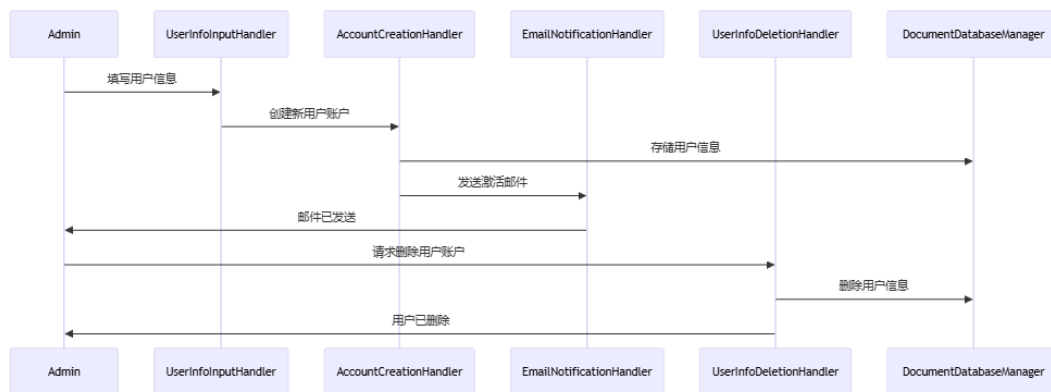 Admin
UserInfoInputHandler
AccountCreationHandler
EmailNotificationHandler
UserInfoDeletionHandler
DocumentDatabaseManager
填写用户信息
创建新用户账户
存储用户信息
发送激活邮件
邮件已发送
请求删除用户账户
删除用户信息
用户已删除
Admin
UserInfoInputHandler
AccountCreationHandler
EmailNotificationHandler
UserInfoDeletionHandler
DocumentDatabaseManager